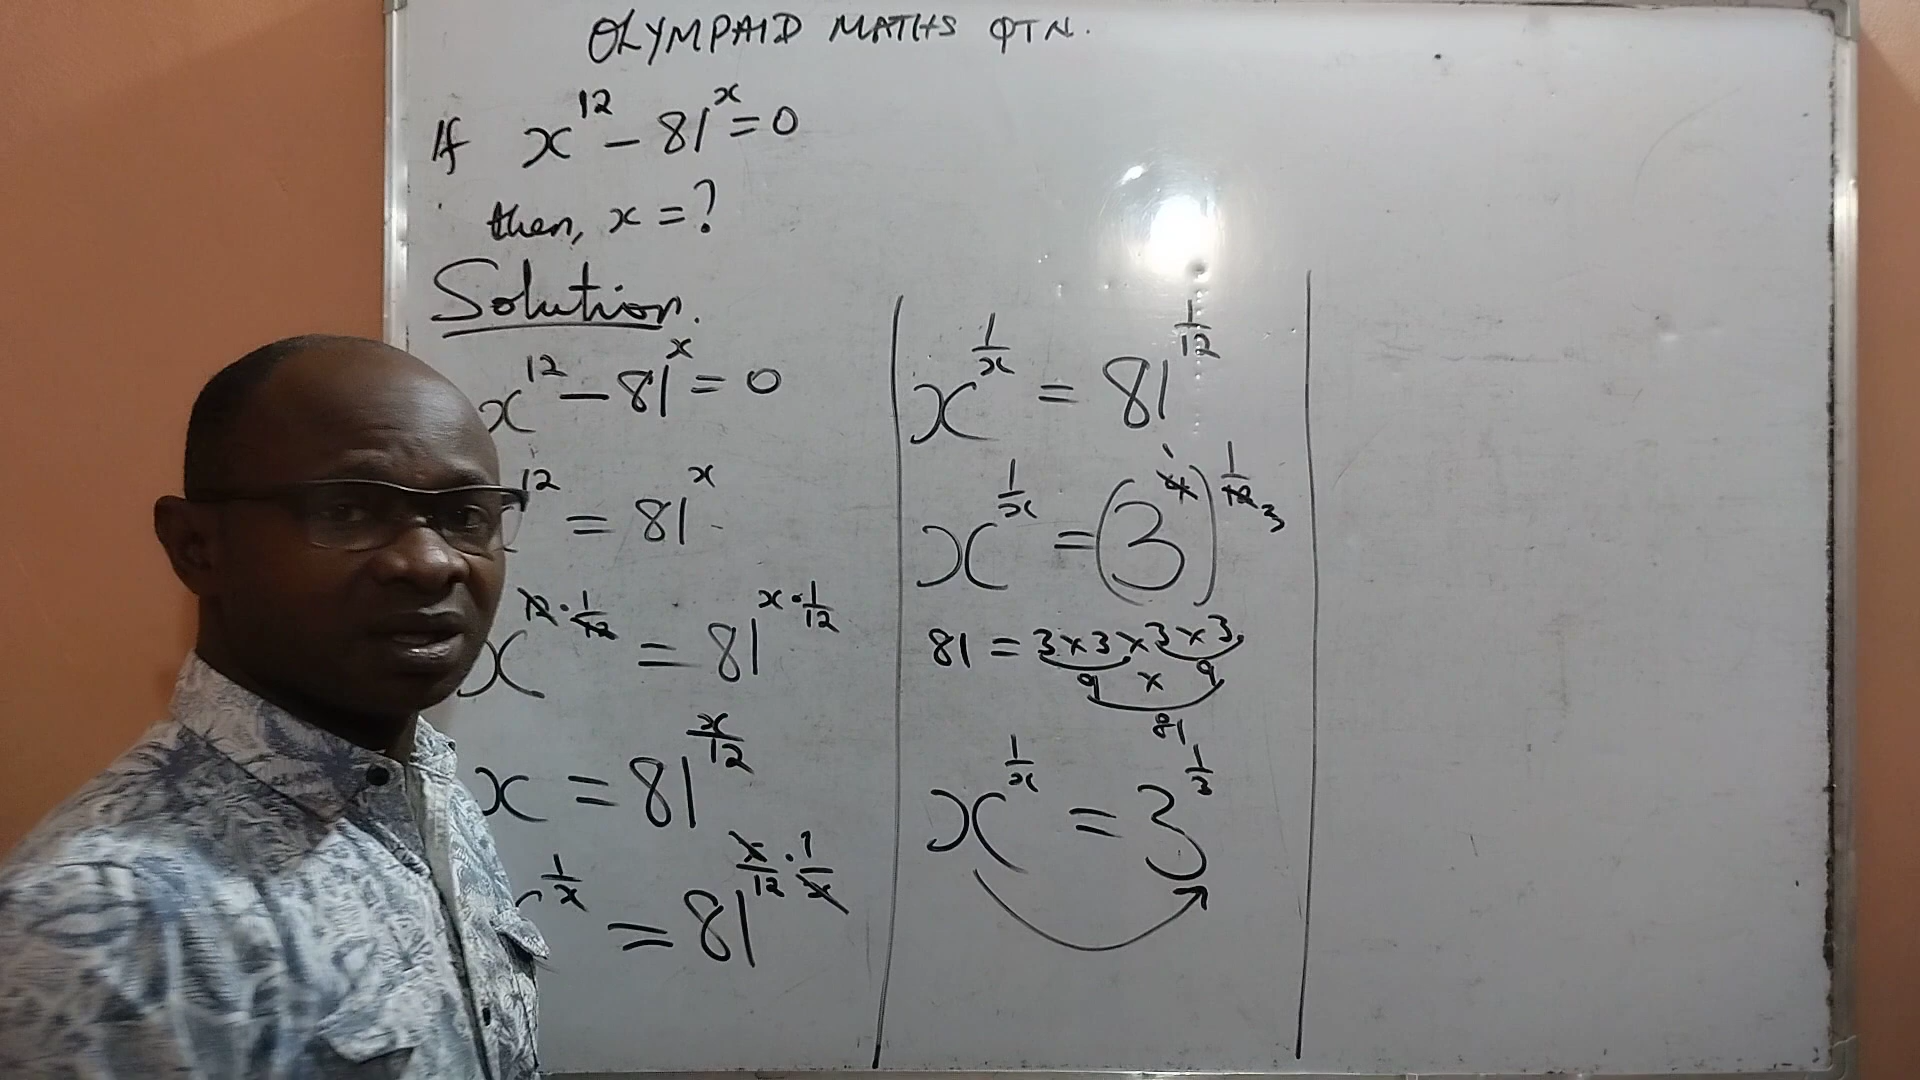 OLYMPAID MATHS QTN.
If x^12 - 81^x = 0
then, x = ?
Solution.
x^12 - 81^x = 0
^12 = 81^x
x^(12 · 1/12) = 81^(x · 1/12)
x = 81^(x/12)
^(1/x) = 81^(x/12 · 1/x)
x^(1/x) = 81^(1/12)
x^(1/x) = (3^4)^(1/12) 1 3
81 = 3 x 3 x 3 x 3
9 x 9
81
x^(1/x) = 3^(1/3)